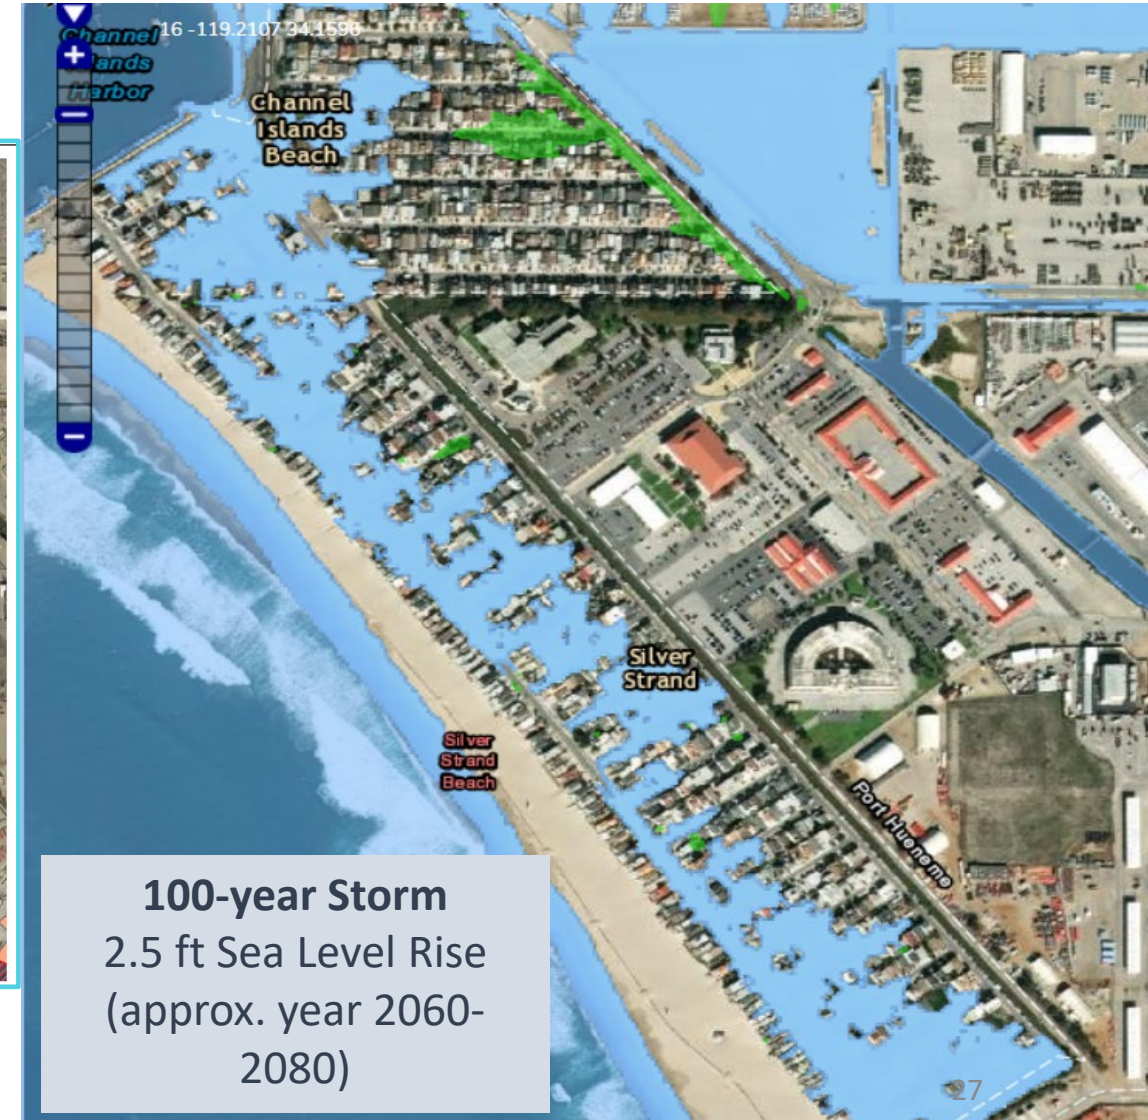 16 -119.2107 34.1598
Channel
Islands
Harbor
Channel
Islands
Beach
Silver
Strand
Silver
Strand
Beach
Port Hueneme
100-year Storm
2.5 ft Sea Level Rise
(approx. year 2060-
2080)
27